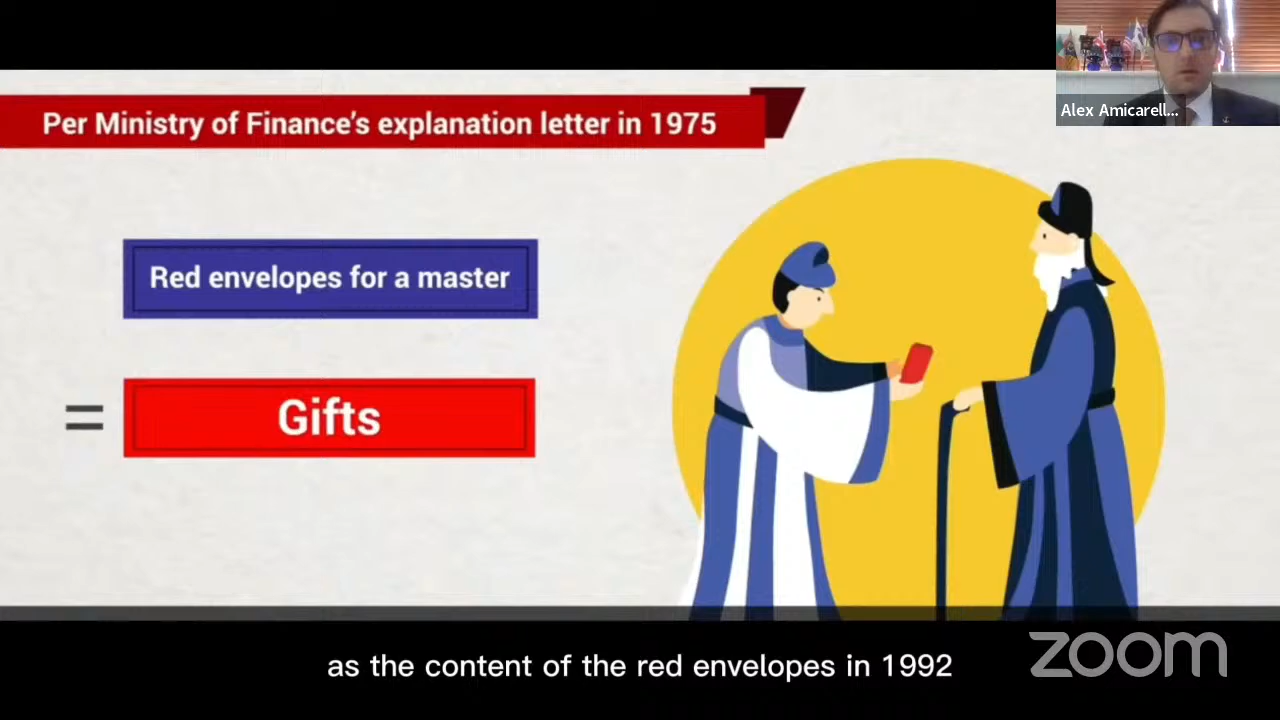 Per Ministry of Finance's explanation letter in 1975
Alex Amicarell...
Red envelopes for a master
=
Gifts
as the content of the red envelopes in 1992
zoom